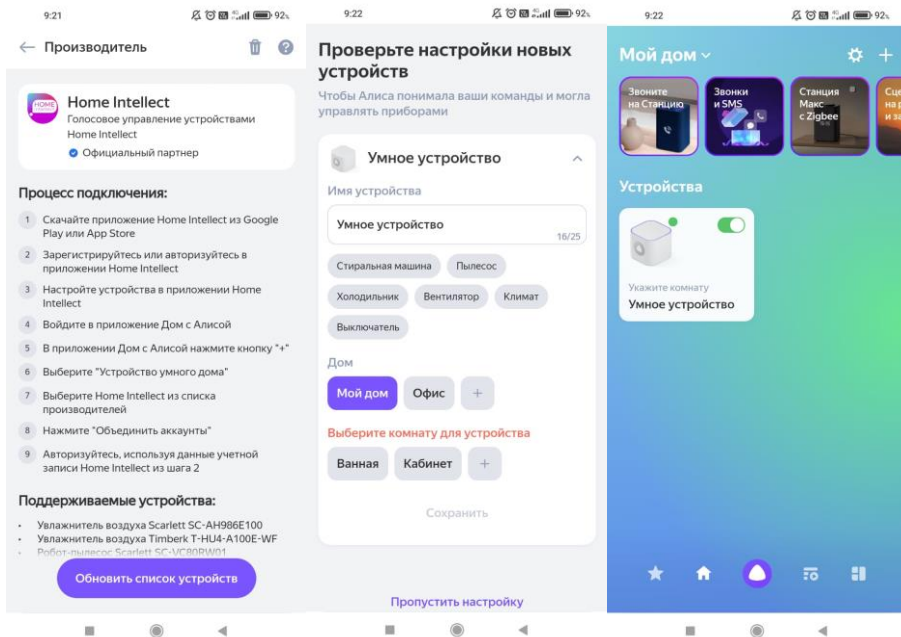 9:21
92%
Производитель
HOME
Home Intellect
Голосовое управление устройствами
Home Intellect
Официальный партнер
Процесс подключения:
1 Скачайте приложение Home Intellect из Google
Play или App Store
2 Зарегистрируйтесь или авторизуйтесь в
приложении Home Intellect
3 Настройте устройства в приложении Home
Intellect
4 Войдите в приложение Дом с Алисой
5 В приложении Дом с Алисой нажмите кнопку "+"
6 Выберите "Устройство умного дома"
7 Выберите Home Intellect из списка
производителей
8 Нажмите "Объединить аккаунты"
9 Авторизуйтесь, используя данные учетной
записи Home Intellect из шага 2
Поддерживаемые устройства:
• Увлажнитель воздуха Scarlett SC-AH986E100
• Увлажнитель воздуха Timberk T-HU4-A100E-WF
• Робот-пылесос Scarlett SC-VC80RW01
Обновить список устройств
9:22
92%
Проверьте настройки новых
устройств
Чтобы Алиса понимала ваши команды и могла
управлять приборами
Умное устройство
Имя устройства
Умное устройство
16/25
Стиральная машина Пылесос
Холодильник Вентилятор Климат
Выключатель
Дом
Мой дом Офис +
Выберите комнату для устройства
Ванная Кабинет +
Сохранить
Пропустить настройку
9:22
92%
Мой дом
Звоните
на Станцию
Звонки
и SMS
Станция
Макс
с Zigbee
Устройства
Укажите комнату
Умное устройство